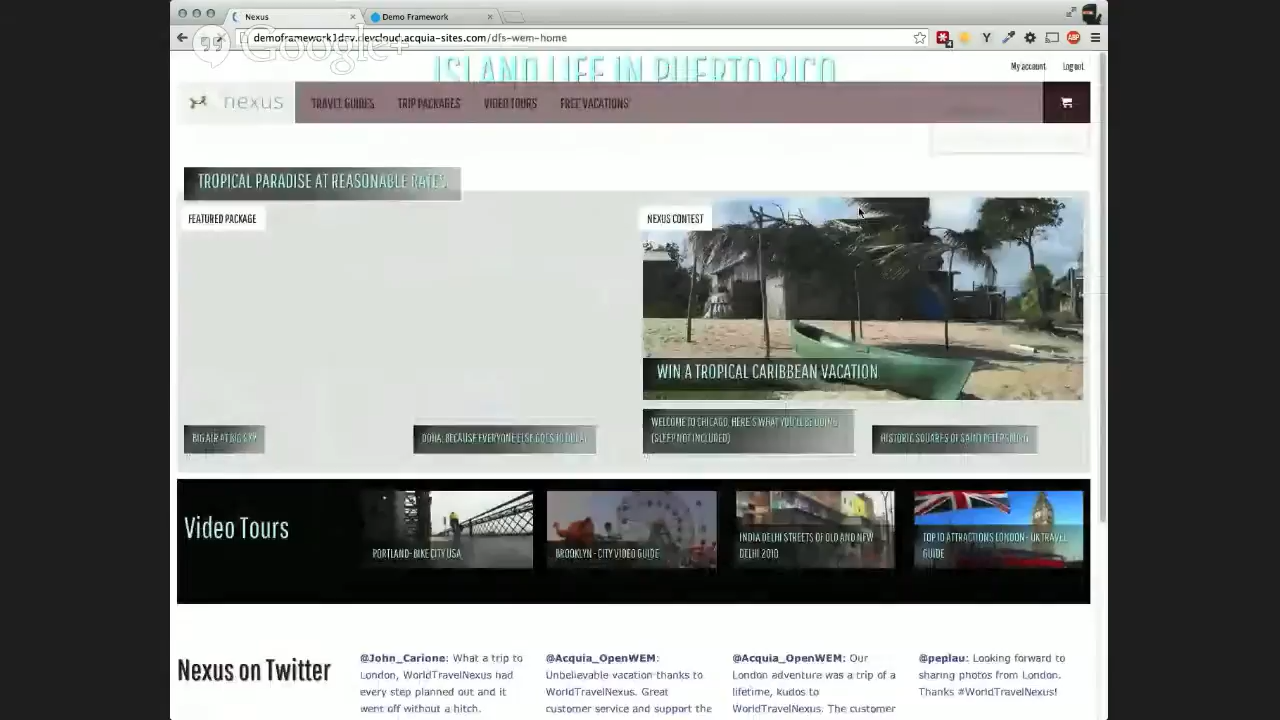 Nexus
Demo Framework
Google+
demoframework1dev.devcloud.acquia-sites.com/dfs-wem-home
ISLAND LIFE IN PUERTO RICO
My account
Log out
nexus
TRAVEL GUIDES
TRIP PACKAGES
VIDEO TOURS
FREE VACATIONS
TROPICAL PARADISE AT REASONABLE RATES
FEATURED PACKAGE
NEXUS CONTEST
WIN A TROPICAL CARIBBEAN VACATION
BIG AIR AT BIG SKY
DOHA, BECAUSE EVERYONE ELSE GOES TO DUBAI
WELCOME TO CHICAGO. HERE'S WHAT YOU'LL BE DOING
(SLEEP NOT INCLUDED)
HISTORIC SQUARES OF SAINT PETERSBURG
Video Tours
PORTLAND- BIKE CITY USA
BROOKLYN - CITY VIDEO GUIDE
INDIA DELHI STREETS OF OLD AND NEW
DELHI 2010
TOP 10 ATTRACTIONS LONDON - UK TRAVEL
GUIDE
Nexus on Twitter
@John_Carione: What a trip to
London, WorldTravelNexus had
every step planned out and it
went off without a hitch.
@Acquia_OpenWEM:
Unbelievable vacation thanks to
WorldTravelNexus. Great
customer service and support the
@Acquia_OpenWEM: Our
London adventure was a trip of a
lifetime, kudos to
WorldTravelNexus. The customer
@peplau: Looking forward to
sharing photos from London.
Thanks #WorldTravelNexus!